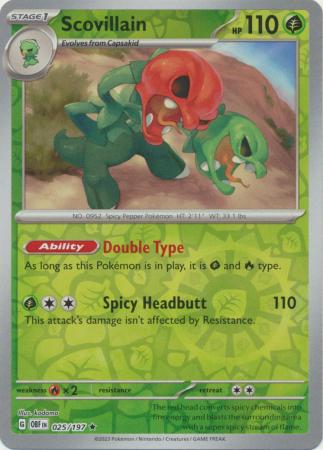 STAGE 1
Scovillain
HP 110
Evolves from Capsakid
NO. 0952 Spicy Pepper Pokémon HT: 2'11" WT: 33.1 lbs.
Ability Double Type
As long as this Pokémon is in play, it is and type.
Spicy Headbutt 110
This attack's damage isn't affected by Resistance.
weakness ×2 resistance retreat
Illus. kodama
G OBF EN 025/197
The red head converts spicy chemicals into
fire energy and blasts the surrounding area
with a super spicy stream of flame.
©2023 Pokémon / Nintendo / Creatures / GAME FREAK